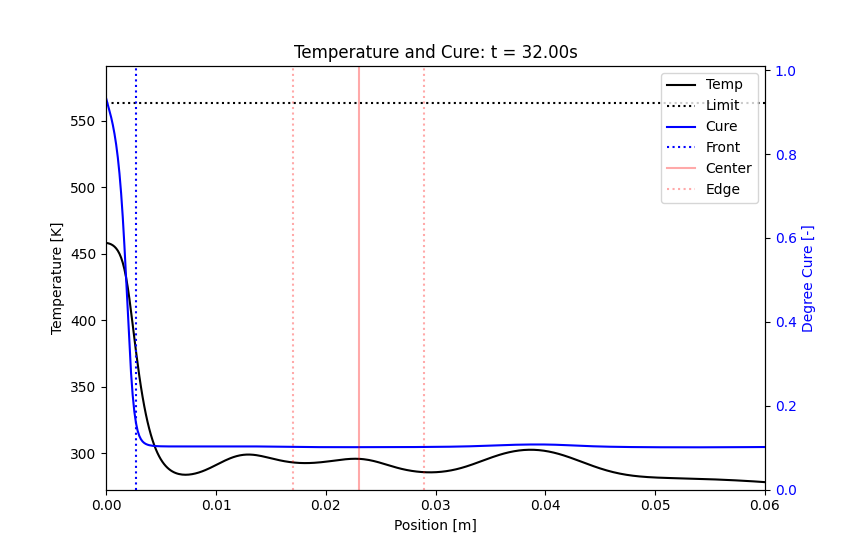 Temperature and Cure: t = 32.00s
Temperature [K]
550
500
450
400
350
300
Temp
Limit
Cure
Front
Center
Edge
1.0
0.8
0.6
0.4
0.2
0.0
Degree Cure [-]
0.00 0.01 0.02 0.03 0.04 0.05 0.06
Position [m]